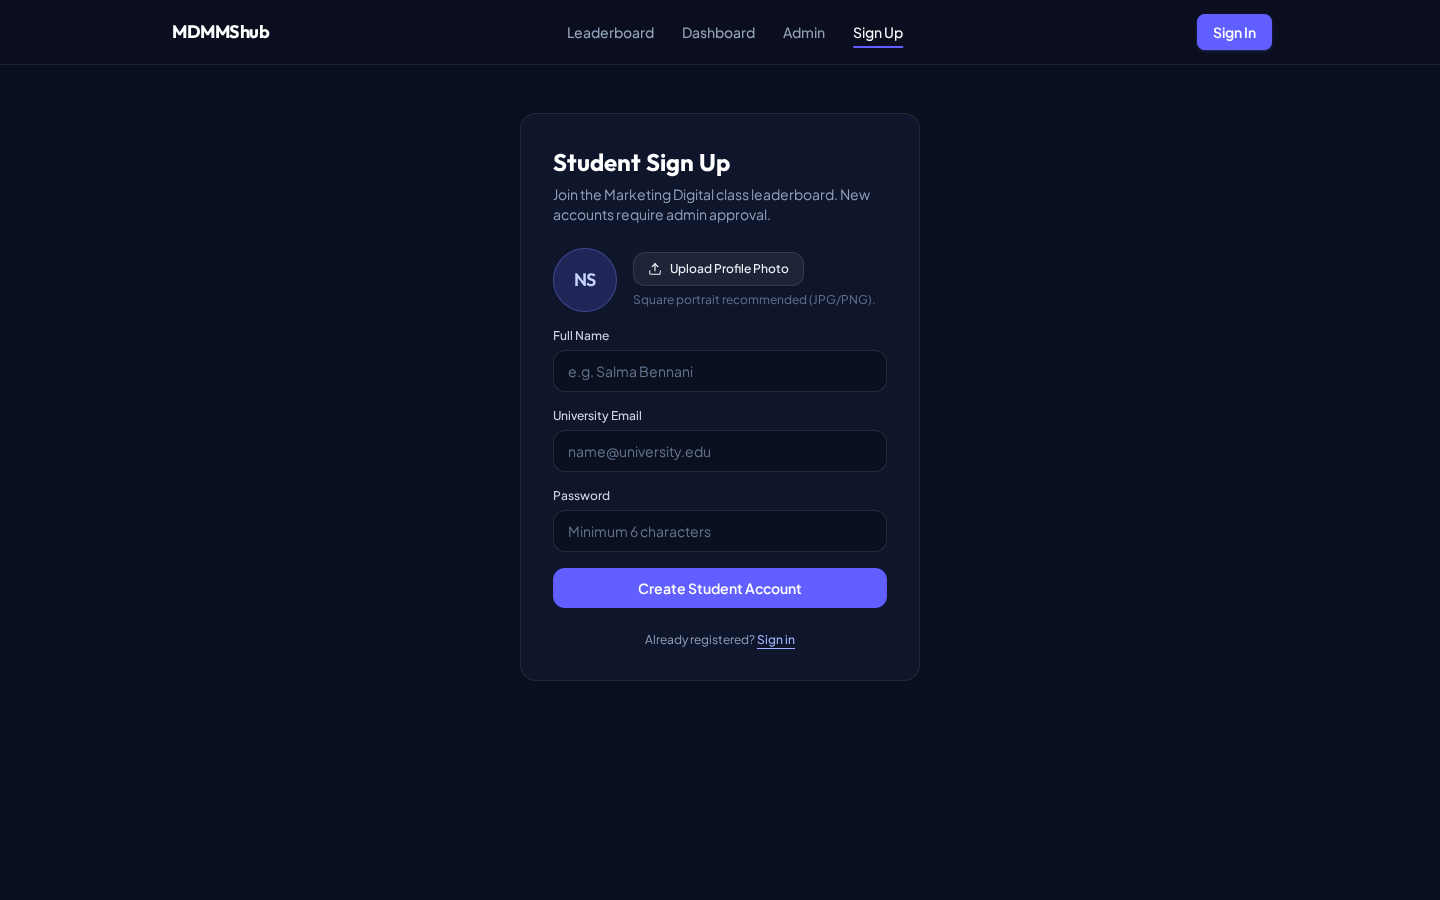 MDMMShub
Leaderboard
Dashboard
Admin
Sign Up
Sign In
Student Sign Up
Join the Marketing Digital class leaderboard. New
accounts require admin approval.
NS
Upload Profile Photo
Square portrait recommended (JPG/PNG).
Full Name
e.g. Salma Bennani
University Email
name@university.edu
Password
Minimum 6 characters
Create Student Account
Already registered? Sign in